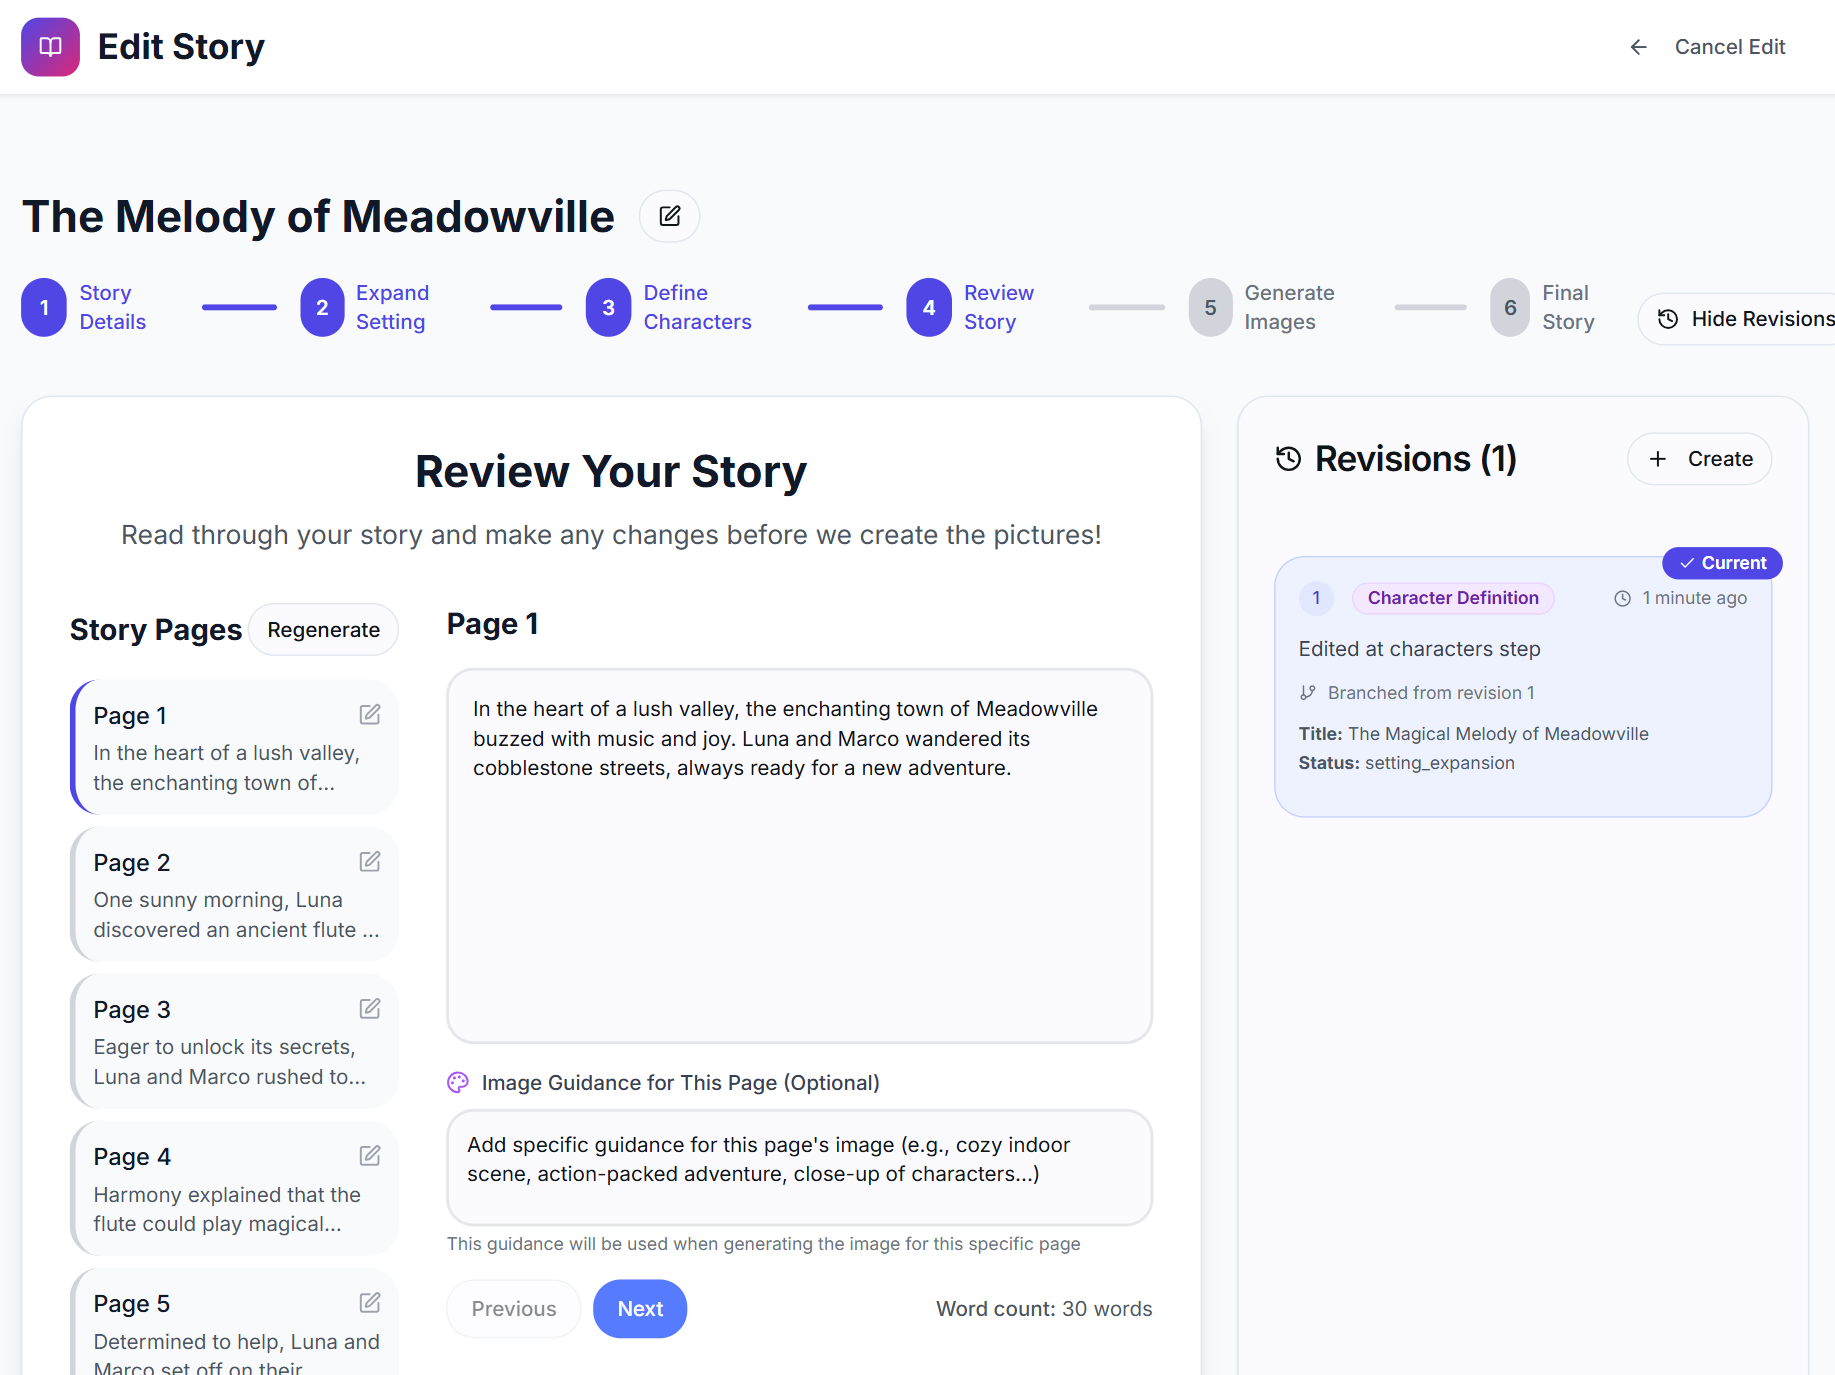 Edit Story
Cancel Edit
The Melody of Meadowville
1
Story
Details
2
Expand
Setting
3
Define
Characters
4
Review
Story
5
Generate
Images
6
Final
Story
Hide Revisions
Review Your Story
Read through your story and make any changes before we create the pictures!
Story Pages
Regenerate
Page 1
In the heart of a lush valley,
the enchanting town of...
Page 2
One sunny morning, Luna
discovered an ancient flute ...
Page 3
Eager to unlock its secrets,
Luna and Marco rushed to...
Page 4
Harmony explained that the
flute could play magical...
Page 5
Determined to help, Luna and
Marco set off on their
Page 1
In the heart of a lush valley, the enchanting town of Meadowville
buzzed with music and joy. Luna and Marco wandered its
cobblestone streets, always ready for a new adventure.
Image Guidance for This Page (Optional)
Add specific guidance for this page's image (e.g., cozy indoor
scene, action-packed adventure, close-up of characters...)
This guidance will be used when generating the image for this specific page
Previous
Next
Word count: 30 words
Revisions (1)
Create
Current
1
Character Definition
1 minute ago
Edited at characters step
Branched from revision 1
Title: The Magical Melody of Meadowville
Status: setting_expansion